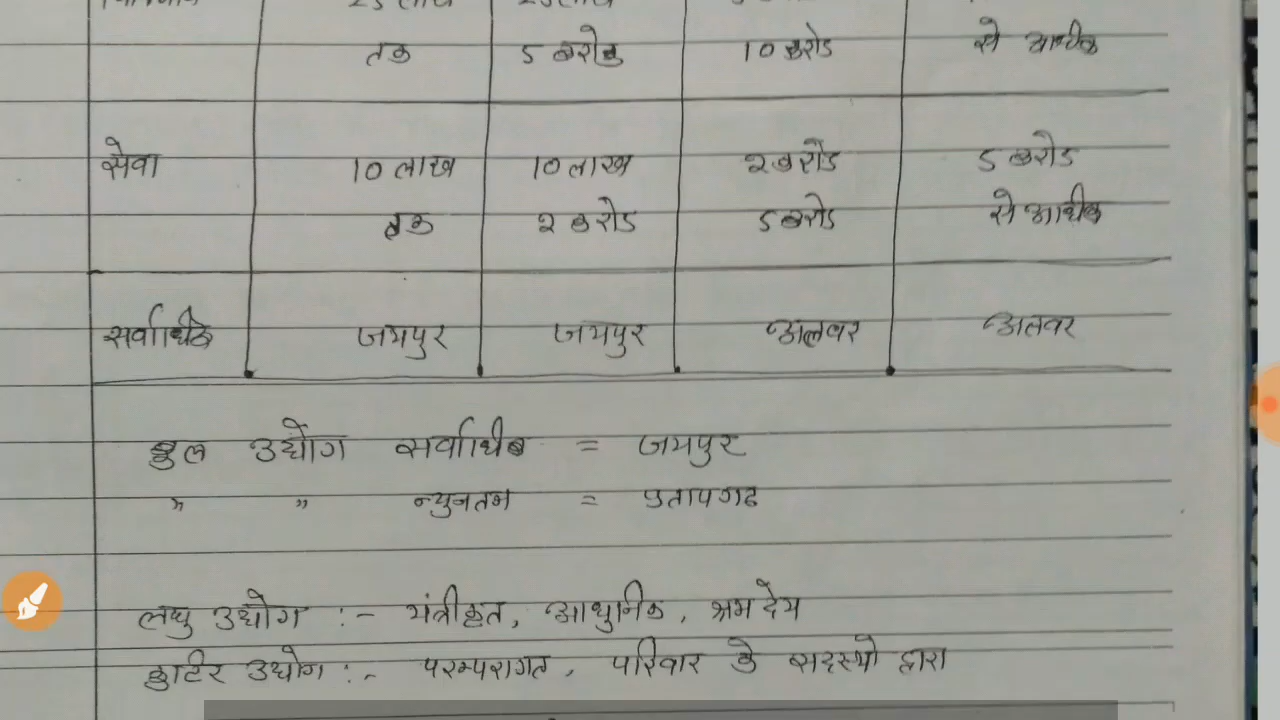 25 लाख
तक 5 करोड 10 करोड से अधिक
सेवा 10 लाख 10 लाख 2 करोड 5 करोड
तक 2 करोड 5 करोड से अधीक
सर्वाधिक जयपुर जयपुर अलवर अलवर
कुल उद्योग सर्वाधिक = जयपुर
" " न्युनतम = प्रतापगढ
लघु उद्योग :- यंत्रीकृत, आधुनिक, श्रम देय
कुटिर उद्योग :- परम्परागत, परिवार के सदस्यो द्वारा